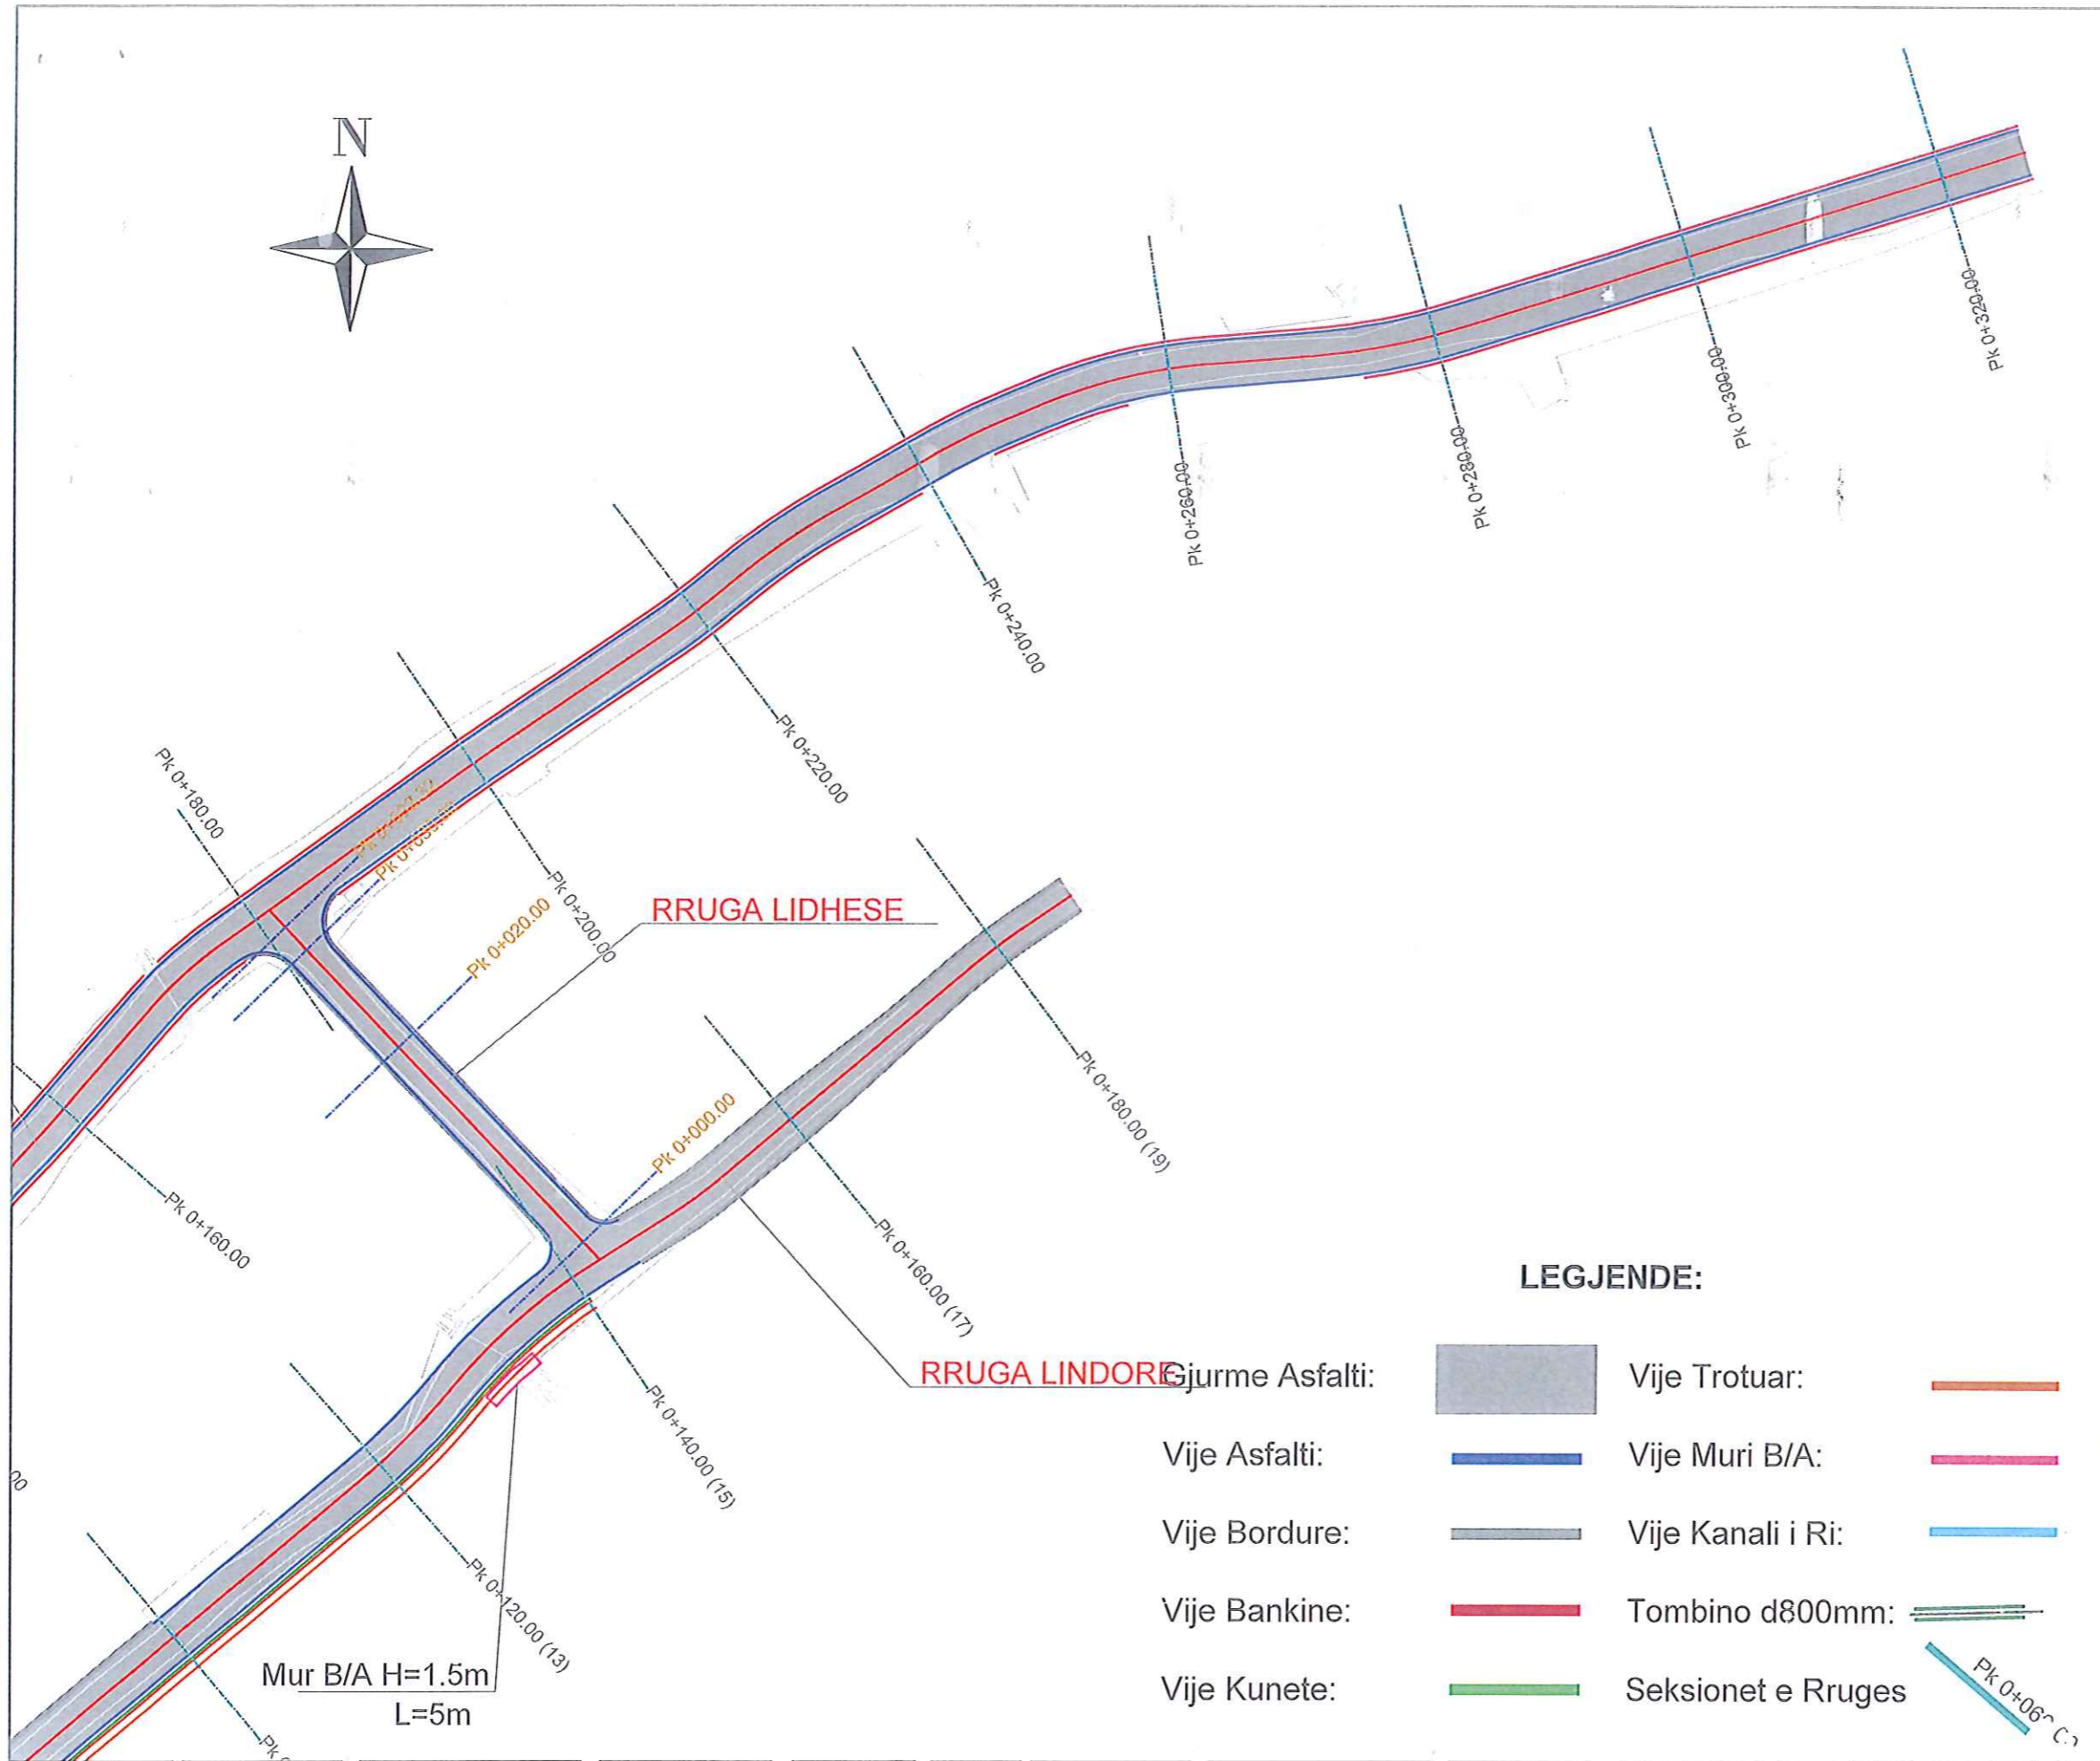 N
Pk 0+320.00
Pk 0+300.00
Pk 0+280.00
Pk 0+260.00
Pk 0+240.00
Pk 0+220.00
Pk 0+180.00
Pk 0+200.00
Pk 0+020.00
RRUGA LIDHESE
Pk 0+000.00
Pk 0+180.00 (19)
Pk 0+160.00
Pk 0+160.00 (17)
RRUGA LINDORE
Pk 0+140.00 (15)
Pk 0+120.00 (13)
Mur B/A H=1.5m
L=5m
LEGJENDE:
Gjurme Asfalti:
Vije Trotuar:
Vije Asfalti:
Vije Muri B/A:
Vije Bordure:
Vije Kanali i Ri:
Vije Bankine:
Tombino d800mm:
Vije Kunete:
Seksionet e Rruges